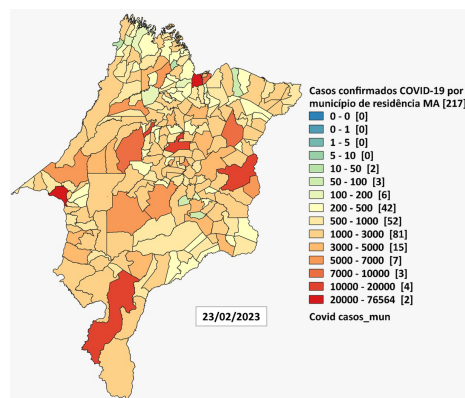 Casos confirmados COVID-19 por
município de residência MA [217]
0 - 0 [0]
0 - 1 [0]
1 - 5 [0]
5 - 10 [0]
10 - 50 [2]
50 - 100 [3]
100 - 200 [6]
200 - 500 [42]
500 - 1000 [52]
1000 - 3000 [81]
3000 - 5000 [15]
5000 - 7000 [7]
7000 - 10000 [3]
10000 - 20000 [4]
20000 - 76564 [2]
Covid casos_mun
23/02/2023